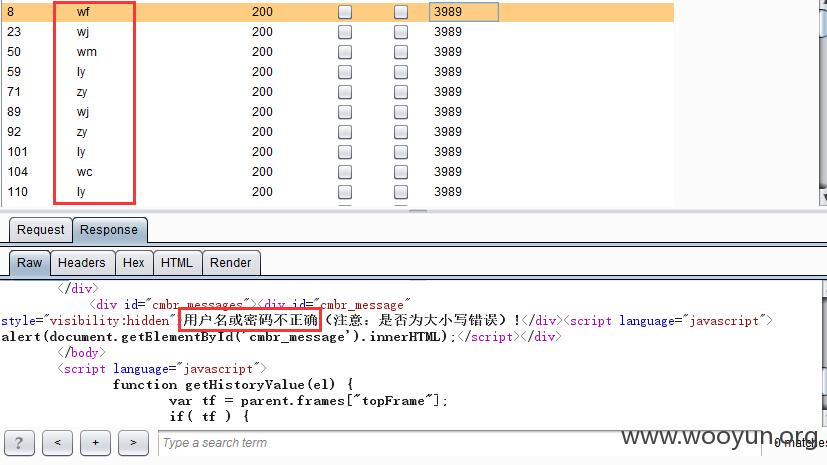 8 wf 200 3989
23 wj 200 3989
50 wm 200 3989
59 ly 200 3989
71 zy 200 3989
89 wj 200 3989
92 zy 200 3989
101 ly 200 3989
104 wc 200 3989
110 ly 200 3989
Request Response
Raw Headers Hex HTML Render
</div>
<div id="cmbr_messages"><div id="cmbr_message"
style="visibility:hidden" 用户名或密码不正确 (注意：是否为大小写错误) !</div><script language="javascript">
alert(document.getElementById('cmbr_message').innerHTML);</script></div>
</body>
<script language="javascript">
function getHistoryValue(el) {
var tf = parent.frames["topFrame"];
if( tf ) {
? < + > Type a search term 0 matches
www.wooyun.org